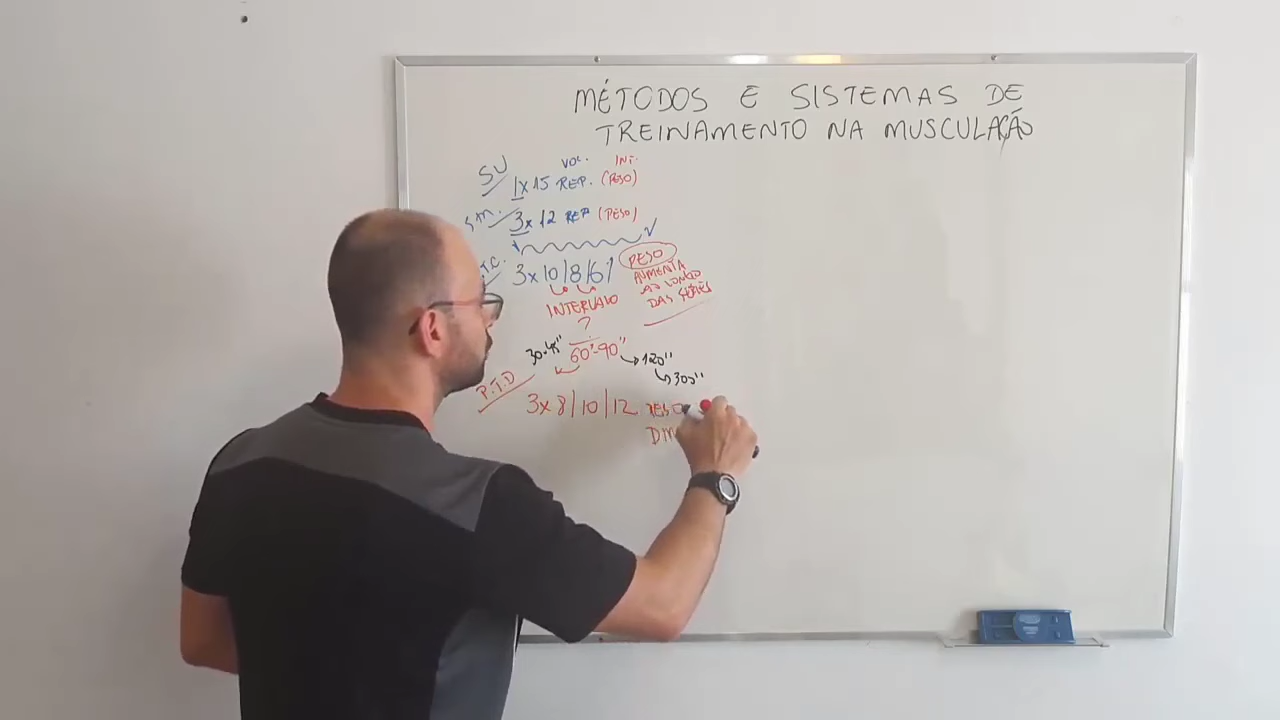 MÉTODOS E SISTEMAS DE
TREINAMENTO NA MUSCULAÇÃO
SU
VOL. INT.
1x15 REP. (PESO)
3x12 REP (PESO)
3x10/8/6
PESO
AUMENTA
AO LONGO
DAS SÉRIES
INTERVALO
?
30-45"
60"-90"
120"
300"
P.T.D
3x8/10/12 PESO